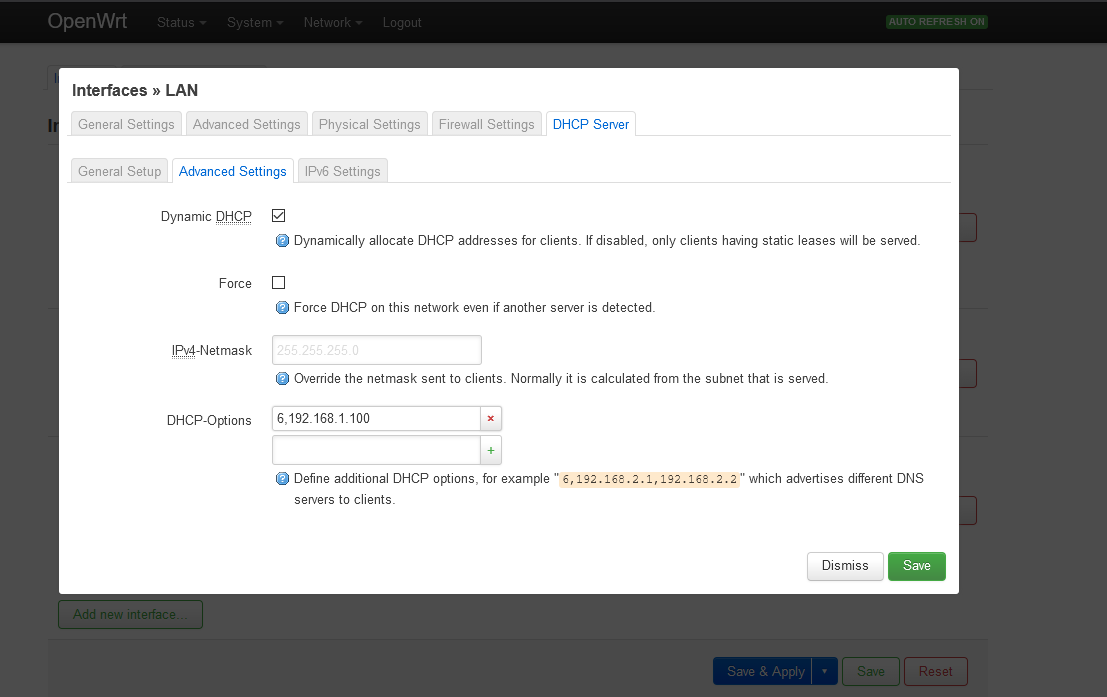 OpenWrt Status System Network Logout AUTO REFRESH ON
Interfaces » LAN
General Settings Advanced Settings Physical Settings Firewall Settings DHCP Server
General Setup Advanced Settings IPv6 Settings
Dynamic DHCP
Dynamically allocate DHCP addresses for clients. If disabled, only clients having static leases will be served.
Force
Force DHCP on this network even if another server is detected.
IPv4-Netmask 255.255.255.0
Override the netmask sent to clients. Normally it is calculated from the subnet that is served.
DHCP-Options 6,192.168.1.100 ×
+
Define additional DHCP options, for example "6,192.168.2.1,192.168.2.2" which advertises different DNS
servers to clients.
Dismiss Save
Add new interface...
Save & Apply Save Reset